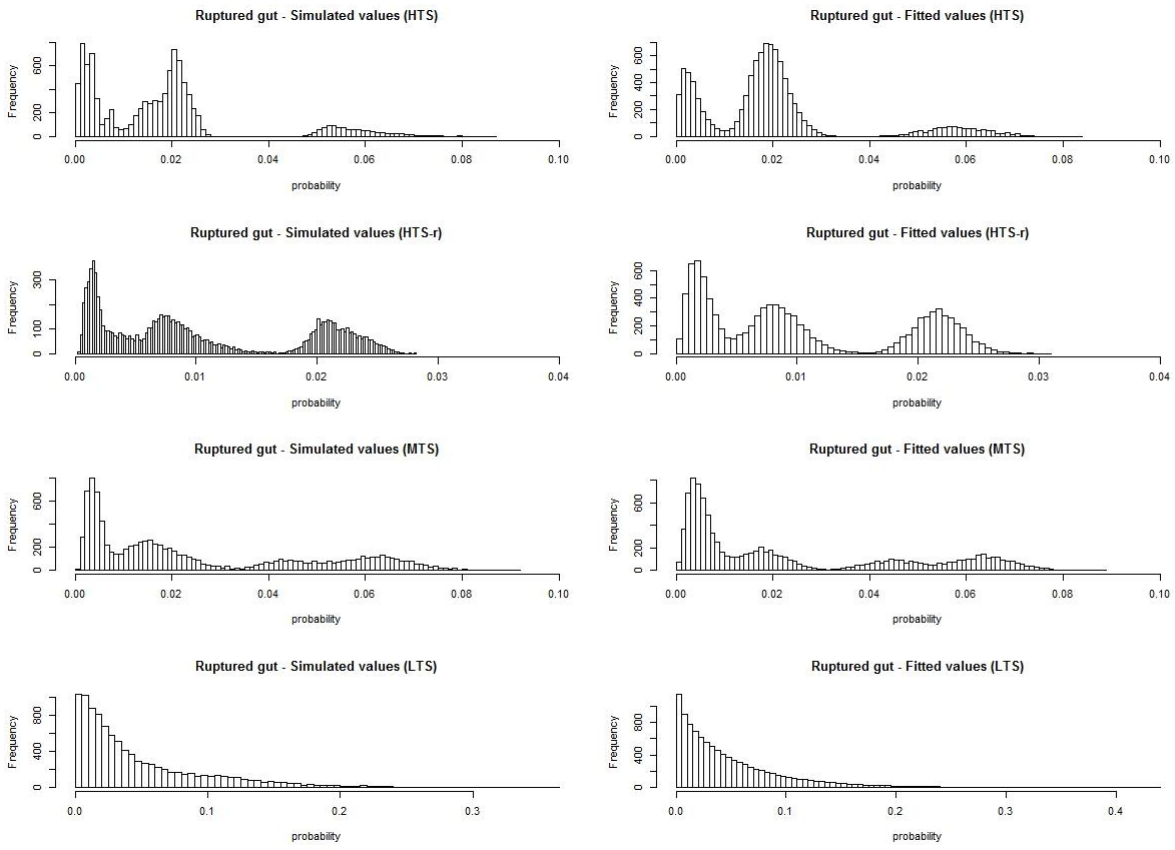 Ruptured gut - Simulated values (HTS)
Frequency
600
200
0
0.00 0.02 0.04 0.06 0.08 0.10
probability
Ruptured gut - Fitted values (HTS)
Frequency
600
400
200
0
0.00 0.02 0.04 0.06 0.08 0.10
probability
Ruptured gut - Simulated values (HTS-r)
Frequency
300
100
0
0.00 0.01 0.02 0.03 0.04
probability
Ruptured gut - Fitted values (HTS-r)
Frequency
600
400
200
0
0.00 0.01 0.02 0.03 0.04
probability
Ruptured gut - Simulated values (MTS)
Frequency
600
200
0
0.00 0.02 0.04 0.06 0.08 0.10
probability
Ruptured gut - Fitted values (MTS)
Frequency
600
200
0
0.00 0.02 0.04 0.06 0.08 0.10
probability
Ruptured gut - Simulated values (LTS)
Frequency
800
400
0
0.0 0.1 0.2 0.3
probability
Ruptured gut - Fitted values (LTS)
Frequency
800
400
0
0.0 0.1 0.2 0.3 0.4
probability